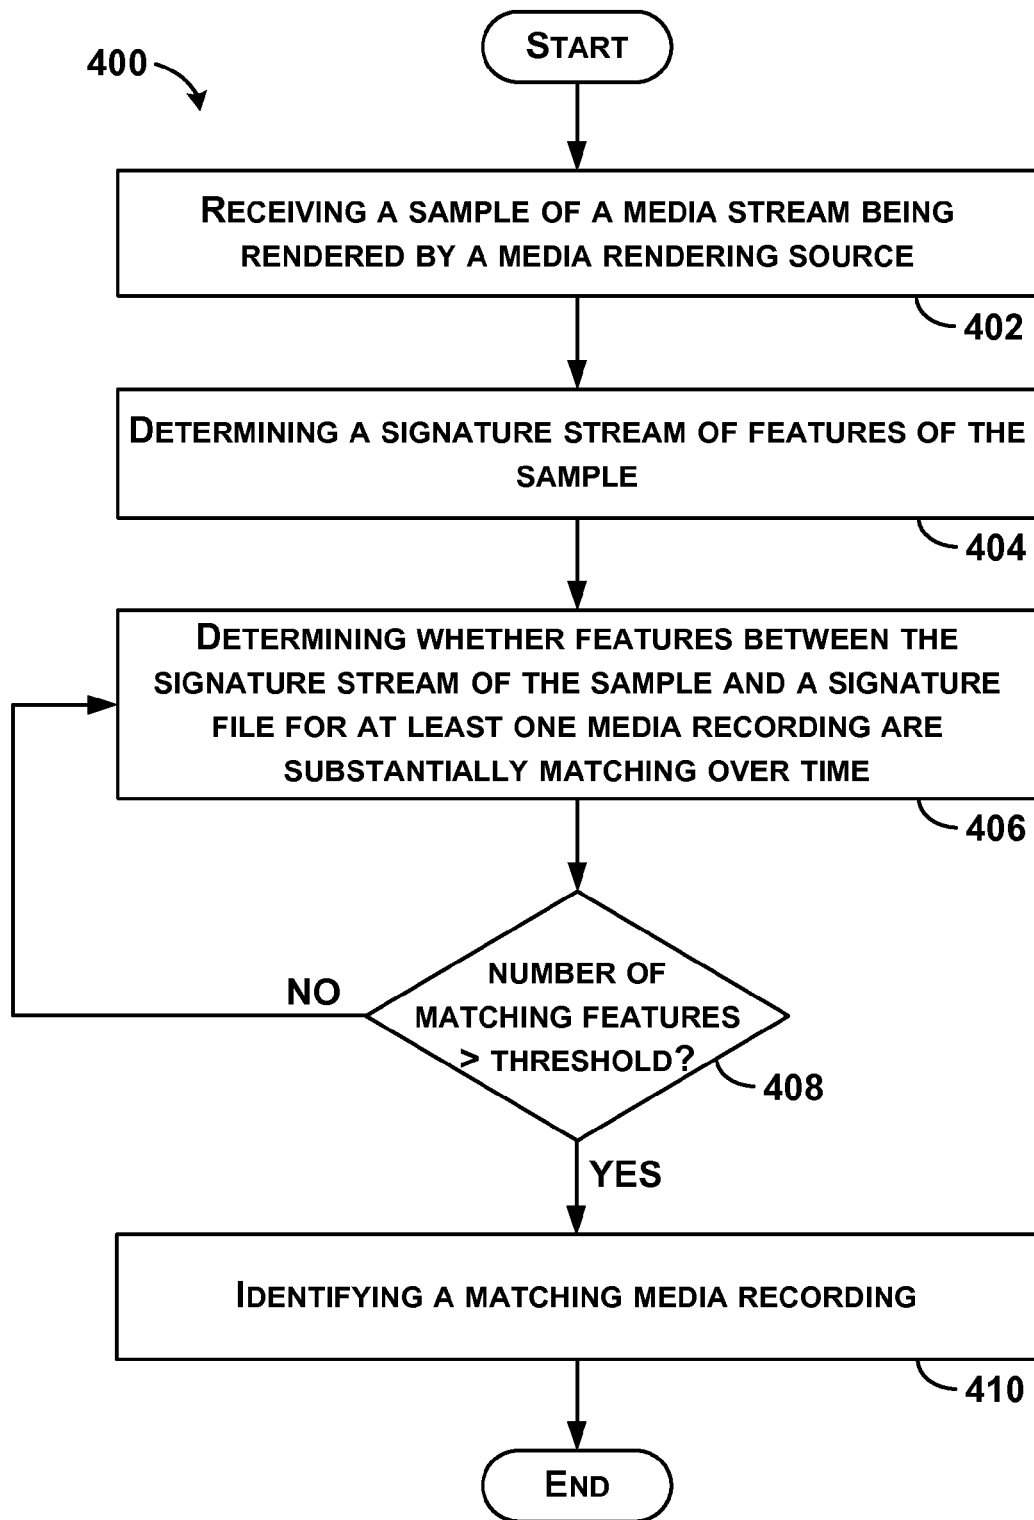 START
400
RECEIVING A SAMPLE OF A MEDIA STREAM BEING
RENDERED BY A MEDIA RENDERING SOURCE
402
DETERMINING A SIGNATURE STREAM OF FEATURES OF THE
SAMPLE
404
DETERMINING WHETHER FEATURES BETWEEN THE
SIGNATURE STREAM OF THE SAMPLE AND A SIGNATURE
FILE FOR AT LEAST ONE MEDIA RECORDING ARE
SUBSTANTIALLY MATCHING OVER TIME
406
NUMBER OF
MATCHING FEATURES
> THRESHOLD?
NO
408
YES
IDENTIFYING A MATCHING MEDIA RECORDING
410
END